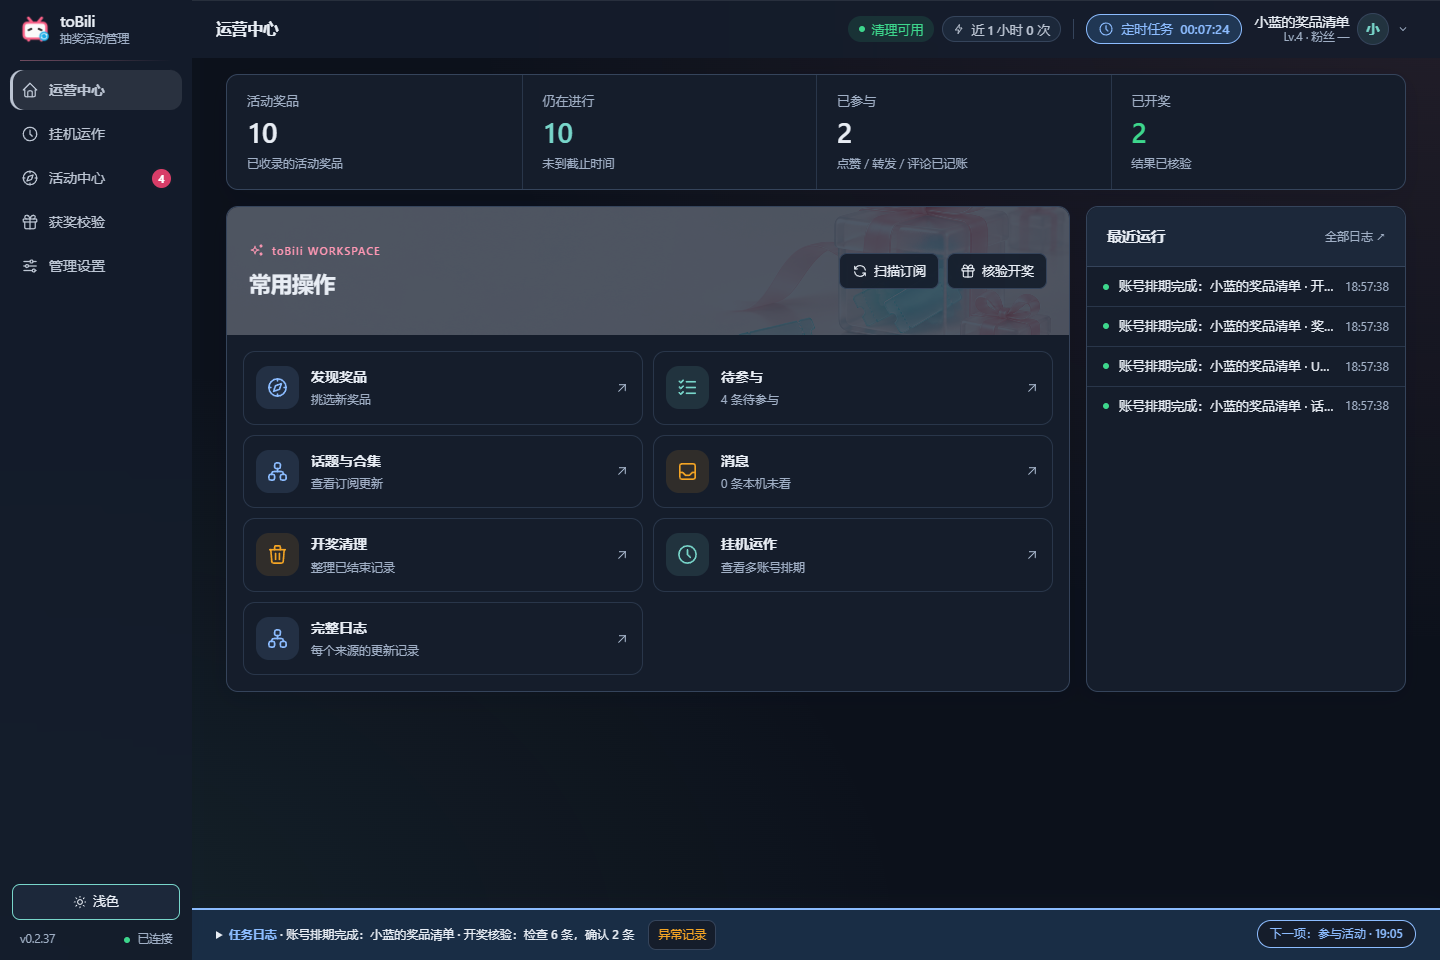 toBili
抽奖活动管理
运营中心
挂机运作
活动中心 4
获奖校验
管理设置
浅色
v0.2.37 已连接
运营中心
清理可用
近 1 小时 0 次
定时任务 00:07:24
小蓝的奖品清单
Lv.4 · 粉丝 —
小
活动奖品
10
已收录的活动奖品
仍在进行
10
未到截止时间
已参与
2
点赞 / 转发 / 评论已记账
已开奖
2
结果已核验
toBili WORKSPACE
常用操作
扫描订阅
核验开奖
发现奖品
挑选新奖品
待参与
4 条待参与
话题与合集
查看订阅更新
消息
0 条本机未看
开奖清理
整理已结束记录
挂机运作
查看多账号排期
完整日志
每个来源的更新记录
最近运行
全部日志 ↗
账号排期完成：小蓝的奖品清单 · 开... 18:57:38
账号排期完成：小蓝的奖品清单 · 奖... 18:57:38
账号排期完成：小蓝的奖品清单 · U... 18:57:38
账号排期完成：小蓝的奖品清单 · 话... 18:57:38
任务日志 · 账号排期完成：小蓝的奖品清单 · 开奖核验：检查 6 条，确认 2 条
异常记录
下一项：参与活动 · 19:05